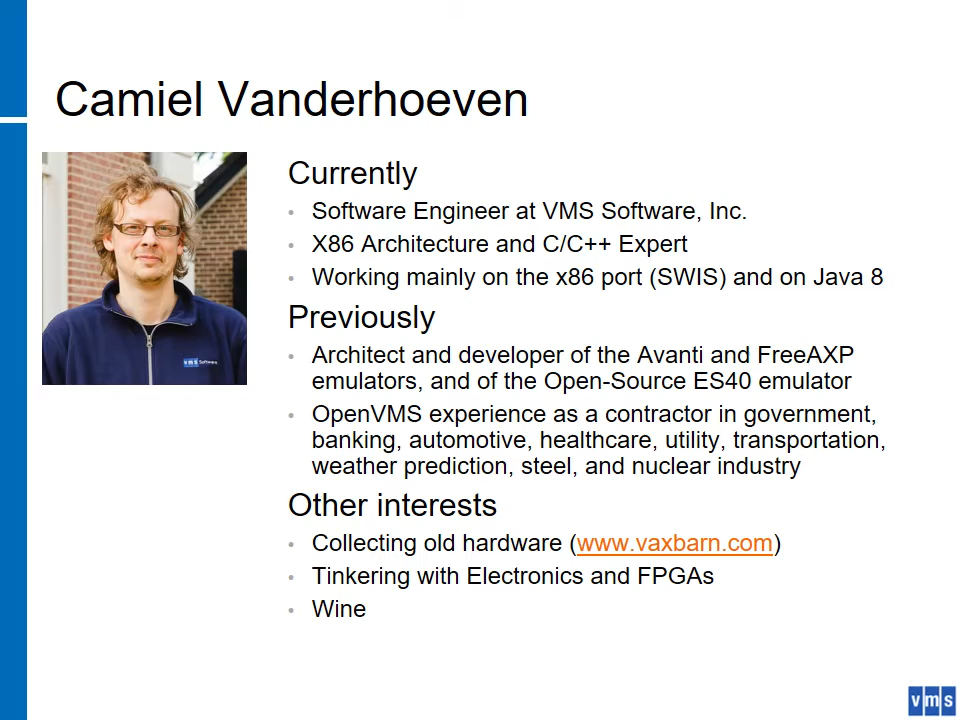 Camiel Vanderhoeven
Currently
• Software Engineer at VMS Software, Inc.
• X86 Architecture and C/C++ Expert
• Working mainly on the x86 port (SWIS) and on Java 8
Previously
• Architect and developer of the Avanti and FreeAXP
emulators, and of the Open-Source ES40 emulator
• OpenVMS experience as a contractor in government,
banking, automotive, healthcare, utility, transportation,
weather prediction, steel, and nuclear industry
Other interests
• Collecting old hardware (www.vaxbarn.com)
• Tinkering with Electronics and FPGAs
• Wine
vms Software
vms